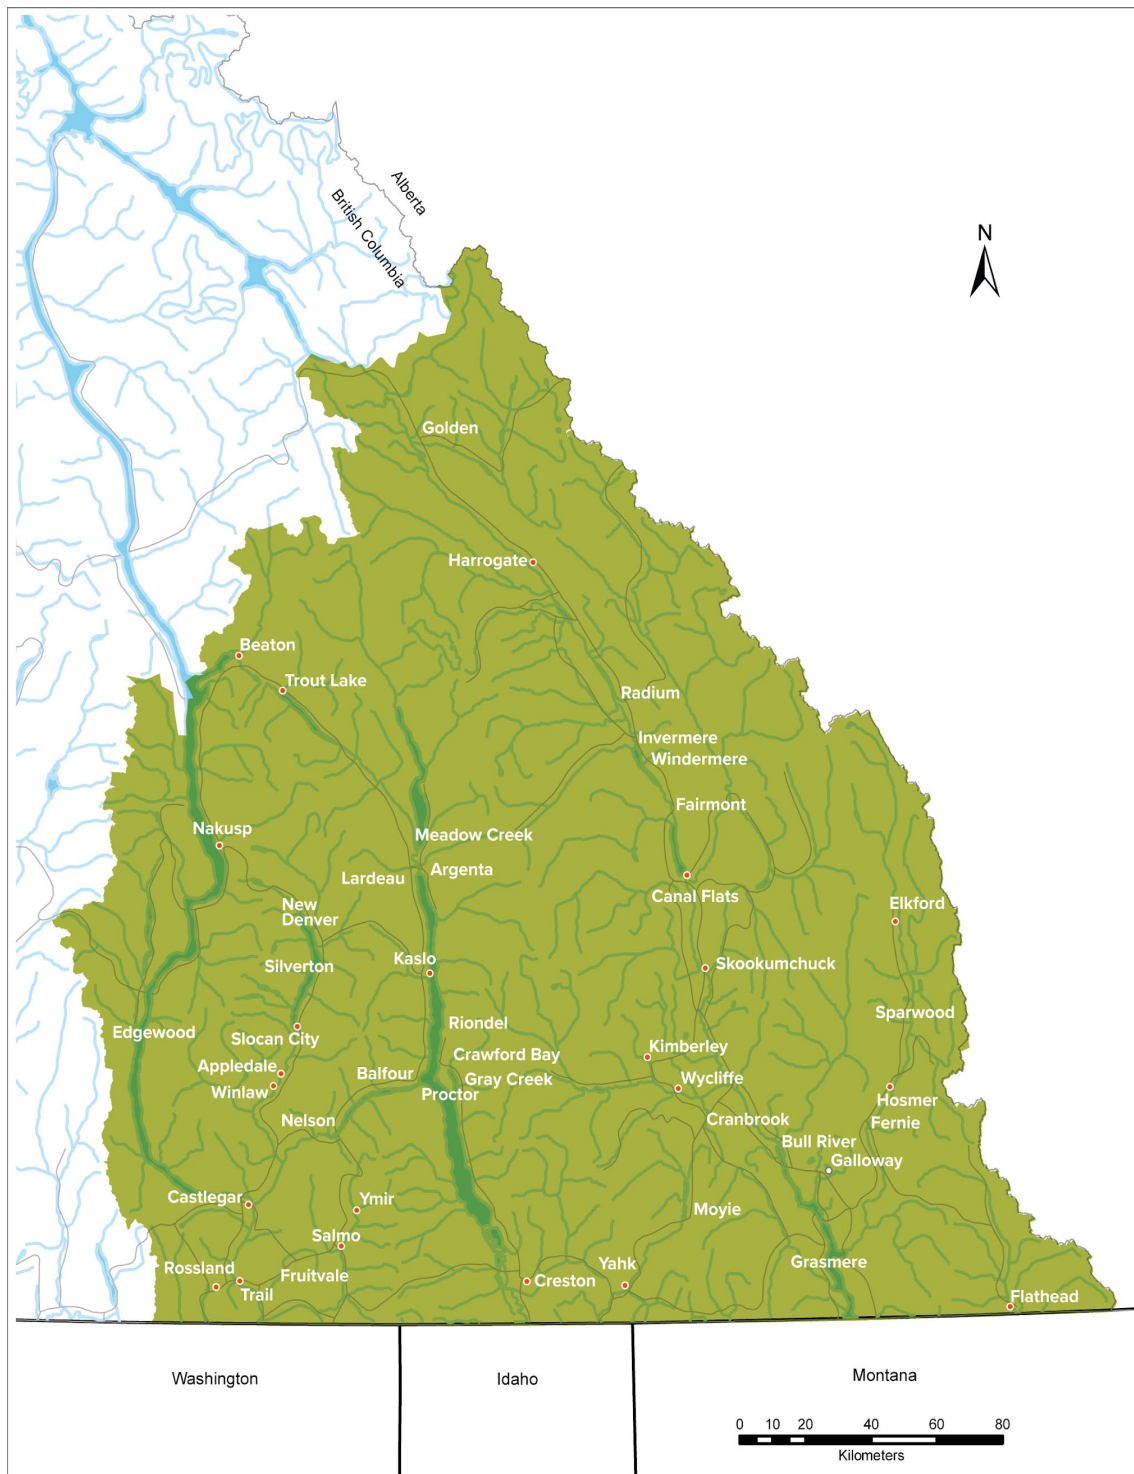 Alberta
British Columbia
N
Golden
Harrogate
Beaton
Trout Lake
Radium
Invermere
Windermere
Fairmont
Nakusp
Meadow Creek
Argenta
Lardeau
Canal Flats
New
Denver
Elkford
Kaslo
Silverton
Skookumchuck
Sparwood
Edgewood
Riondel
Slocan City
Kimberley
Crawford Bay
Appledale
Balfour
Gray Creek
Wycliffe
Winlaw
Proctor
Hosmer
Nelson
Cranbrook
Fernie
Bull River
Galloway
Castlegar
Ymir
Moyie
Salmo
Rossland
Fruitvale
Yahk
Grasmere
Trail
Creston
Flathead
Washington
Idaho
Montana
0 10 20 40 60 80
Kilometers